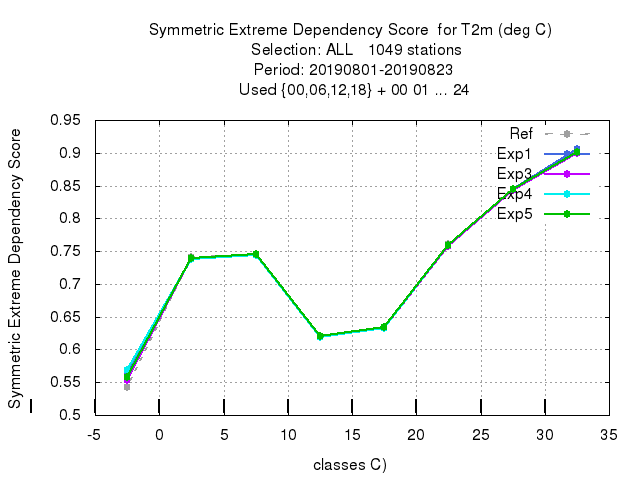 Symmetric Extreme Dependency Score for T2m (deg C)
Selection: ALL 1049 stations
Period: 20190801-20190823
Used {00,06,12,18} + 00 01 ... 24
Symmetric Extreme Dependency Score
0.95
0.9
0.85
0.8
0.75
0.7
0.65
0.6
0.55
0.5
Ref
Exp1
Exp3
Exp4
Exp5
-5 0 5 10 15 20 25 30 35
classes C)